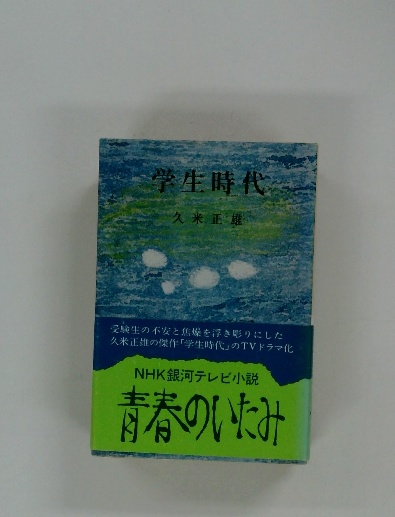 学生時代
久米正雄
受験生の不安と焦燥を浮き彫りにした
久米正雄の傑作「学生時代」のTVドラマ化
NHK銀河テレビ小説
青春のいたみ